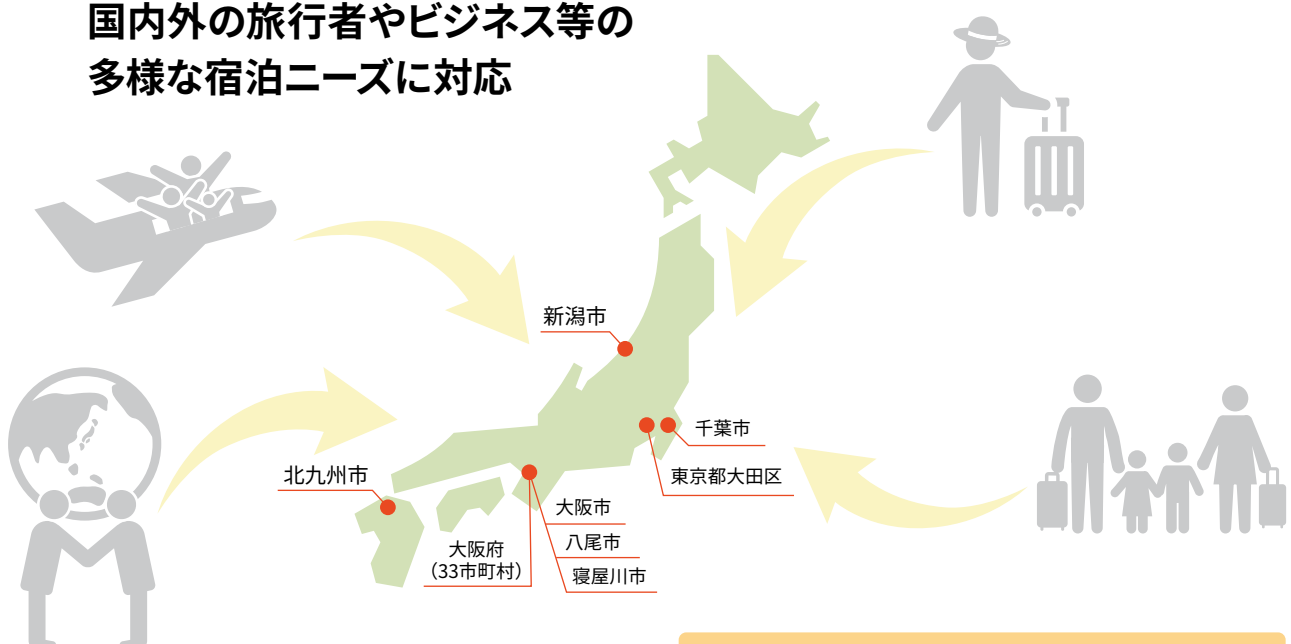 国内外の旅行者やビジネス等の
多様な宿泊ニーズに対応
新潟市
千葉市
東京都大田区
北九州市
大阪市
八尾市
寝屋川市
大阪府
（33市町村）